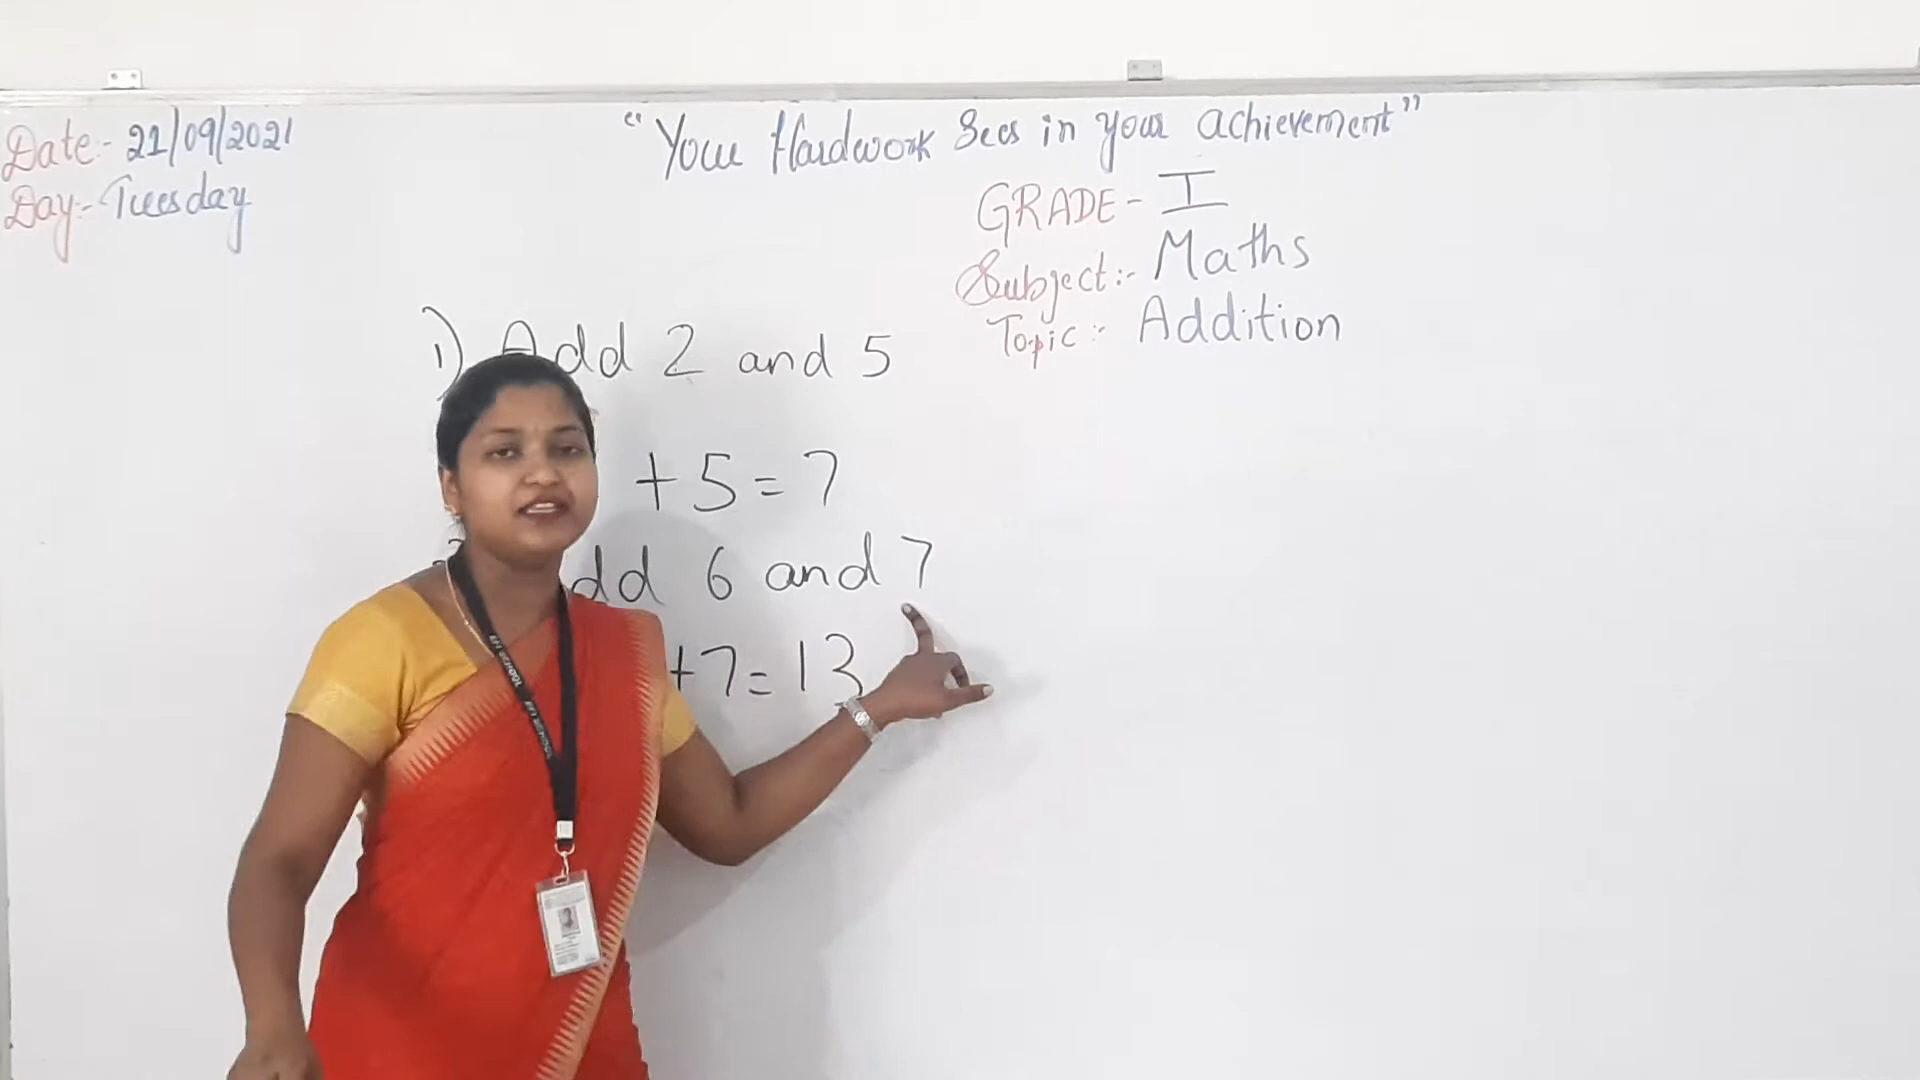 Date:- 21/09/2021
Day:- Tuesday
"Your Hardwork Sees in your achievement"
GRADE- I
Subject:- Maths
Topic:- Addition
1) Add 2 and 5
+5=7
dd 6 and 7
+7=13